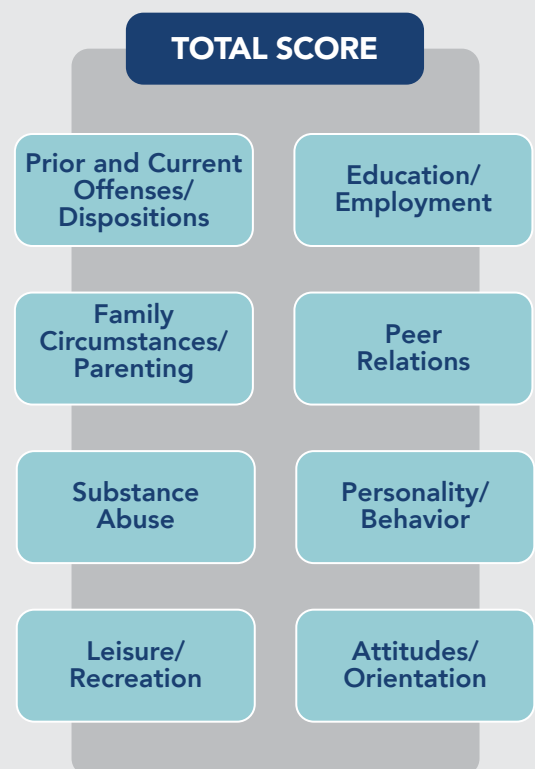 TOTAL SCORE
Prior and Current
Offenses/
Dispositions
Education/
Employment
Family
Circumstances/
Parenting
Peer
Relations
Substance
Abuse
Personality/
Behavior
Leisure/
Recreation
Attitudes/
Orientation